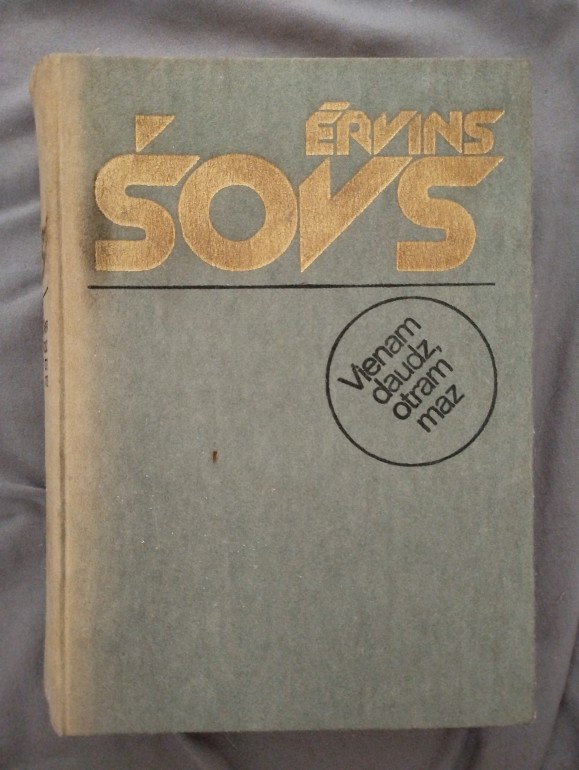 ĒRVINS
ŠOVS
Vienam
daudz,
otram
maz